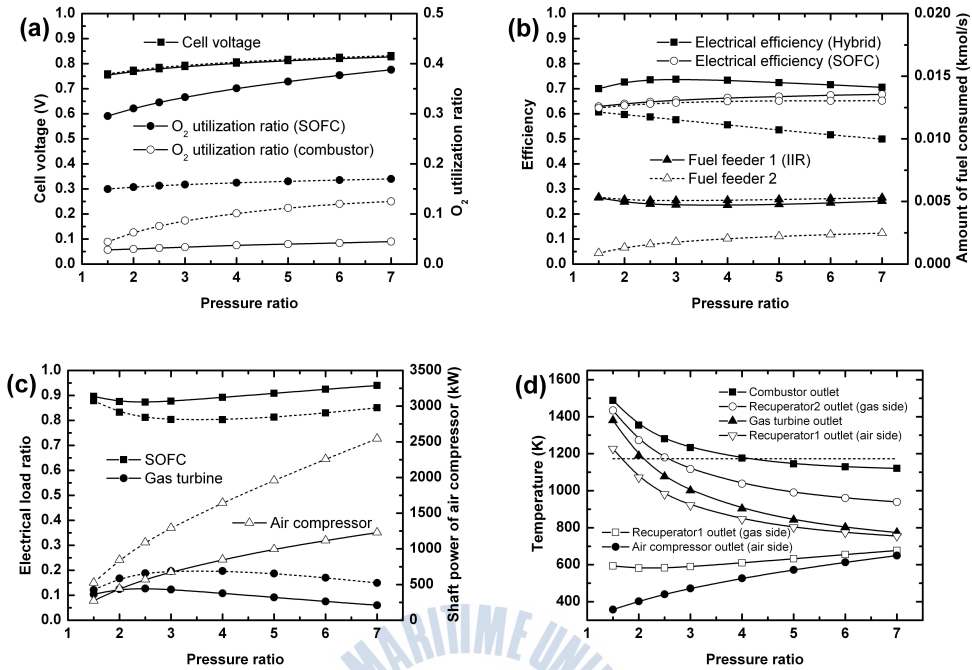 (a)
Cell voltage
O2 utilization ratio (SOFC)
O2 utilization ratio (combustor)
Cell voltage (V)
O2 utilization ratio
1.0
0.9
0.8
0.7
0.6
0.5
0.4
0.3
0.2
0.1
0.0
0.5
0.4
0.3
0.2
0.1
0.0
1 2 3 4 5 6 7
Pressure ratio
(b)
Electrical efficiency (Hybrid)
Electrical efficiency (SOFC)
Fuel feeder 1 (IIR)
Fuel feeder 2
Efficiency
Amount of fuel consumed (kmol/s)
1.0
0.9
0.8
0.7
0.6
0.5
0.4
0.3
0.2
0.1
0.0
0.020
0.015
0.010
0.005
0.000
1 2 3 4 5 6 7
Pressure ratio
(c)
SOFC
Gas turbine
Air compressor
Electrical load ratio
Shaft power of air compressor (kW)
1.0
0.9
0.8
0.7
0.6
0.5
0.4
0.3
0.2
0.1
0.0
3500
3000
2500
2000
1500
1000
500
0
1 2 3 4 5 6 7
Pressure ratio
(d)
Combustor outlet
Recuperator2 outlet (gas side)
Gas turbine outlet
Recuperator1 outlet (air side)
Recuperator1 outlet (gas side)
Air compressor outlet (air side)
Temperature (K)
1600
1400
1200
1000
800
600
400
1 2 3 4 5 6 7
Pressure ratio
MARITIME UNI